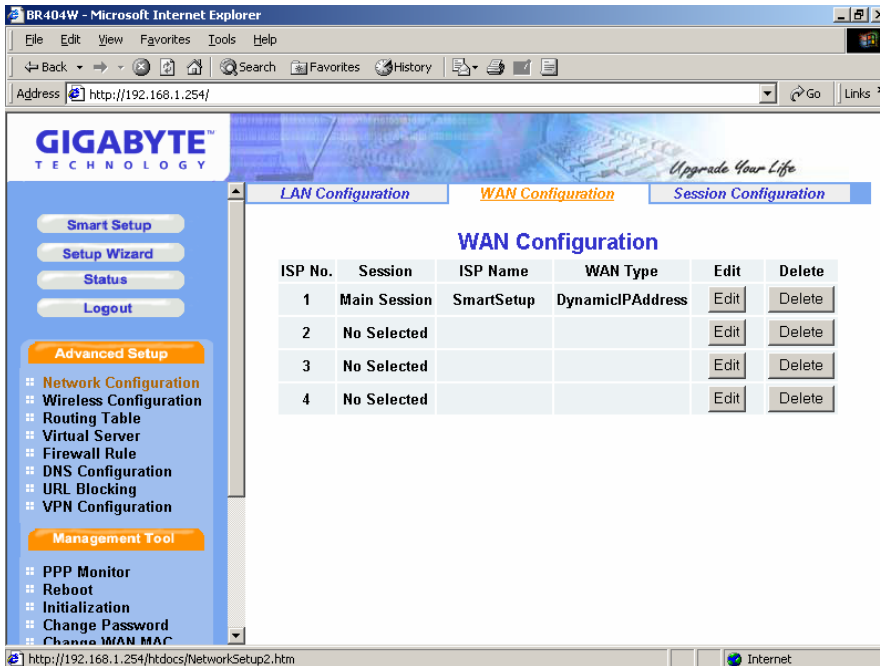 BR404W - Microsoft Internet Explorer
File Edit View Favorites Tools Help
Back Search Favorites History
Address http://192.168.1.254/ Go Links
GIGABYTE™
TECHNOLOGY
Upgrade Your Life
LAN Configuration WAN Configuration Session Configuration
Smart Setup
Setup Wizard
Status
Logout
Advanced Setup
Network Configuration
Wireless Configuration
Routing Table
Virtual Server
Firewall Rule
DNS Configuration
URL Blocking
VPN Configuration
Management Tool
PPP Monitor
Reboot
Initialization
Change Password
Change WAN MAC
WAN Configuration
ISP No. Session ISP Name WAN Type Edit Delete
1 Main Session SmartSetup DynamicIPAddress Edit Delete
2 No Selected Edit Delete
3 No Selected Edit Delete
4 No Selected Edit Delete
http://192.168.1.254/htdocs/NetworkSetup2.htm Internet